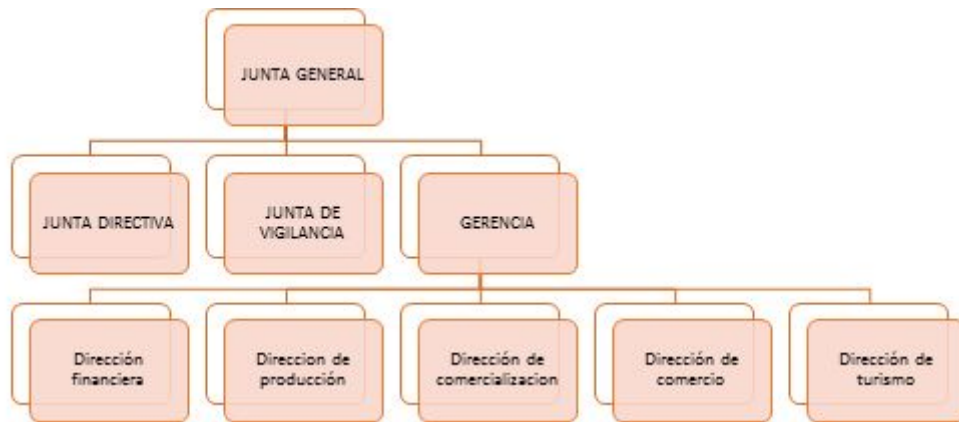 JUNTA GENERAL
JUNTA DIRECTIVA
JUNTA DE
VIGILANCIA
GERENCIA
Dirección
financiera
Direccion de
producción
Dirección de
comercializacion
Dirección de
comercio
Dirección de
turismo